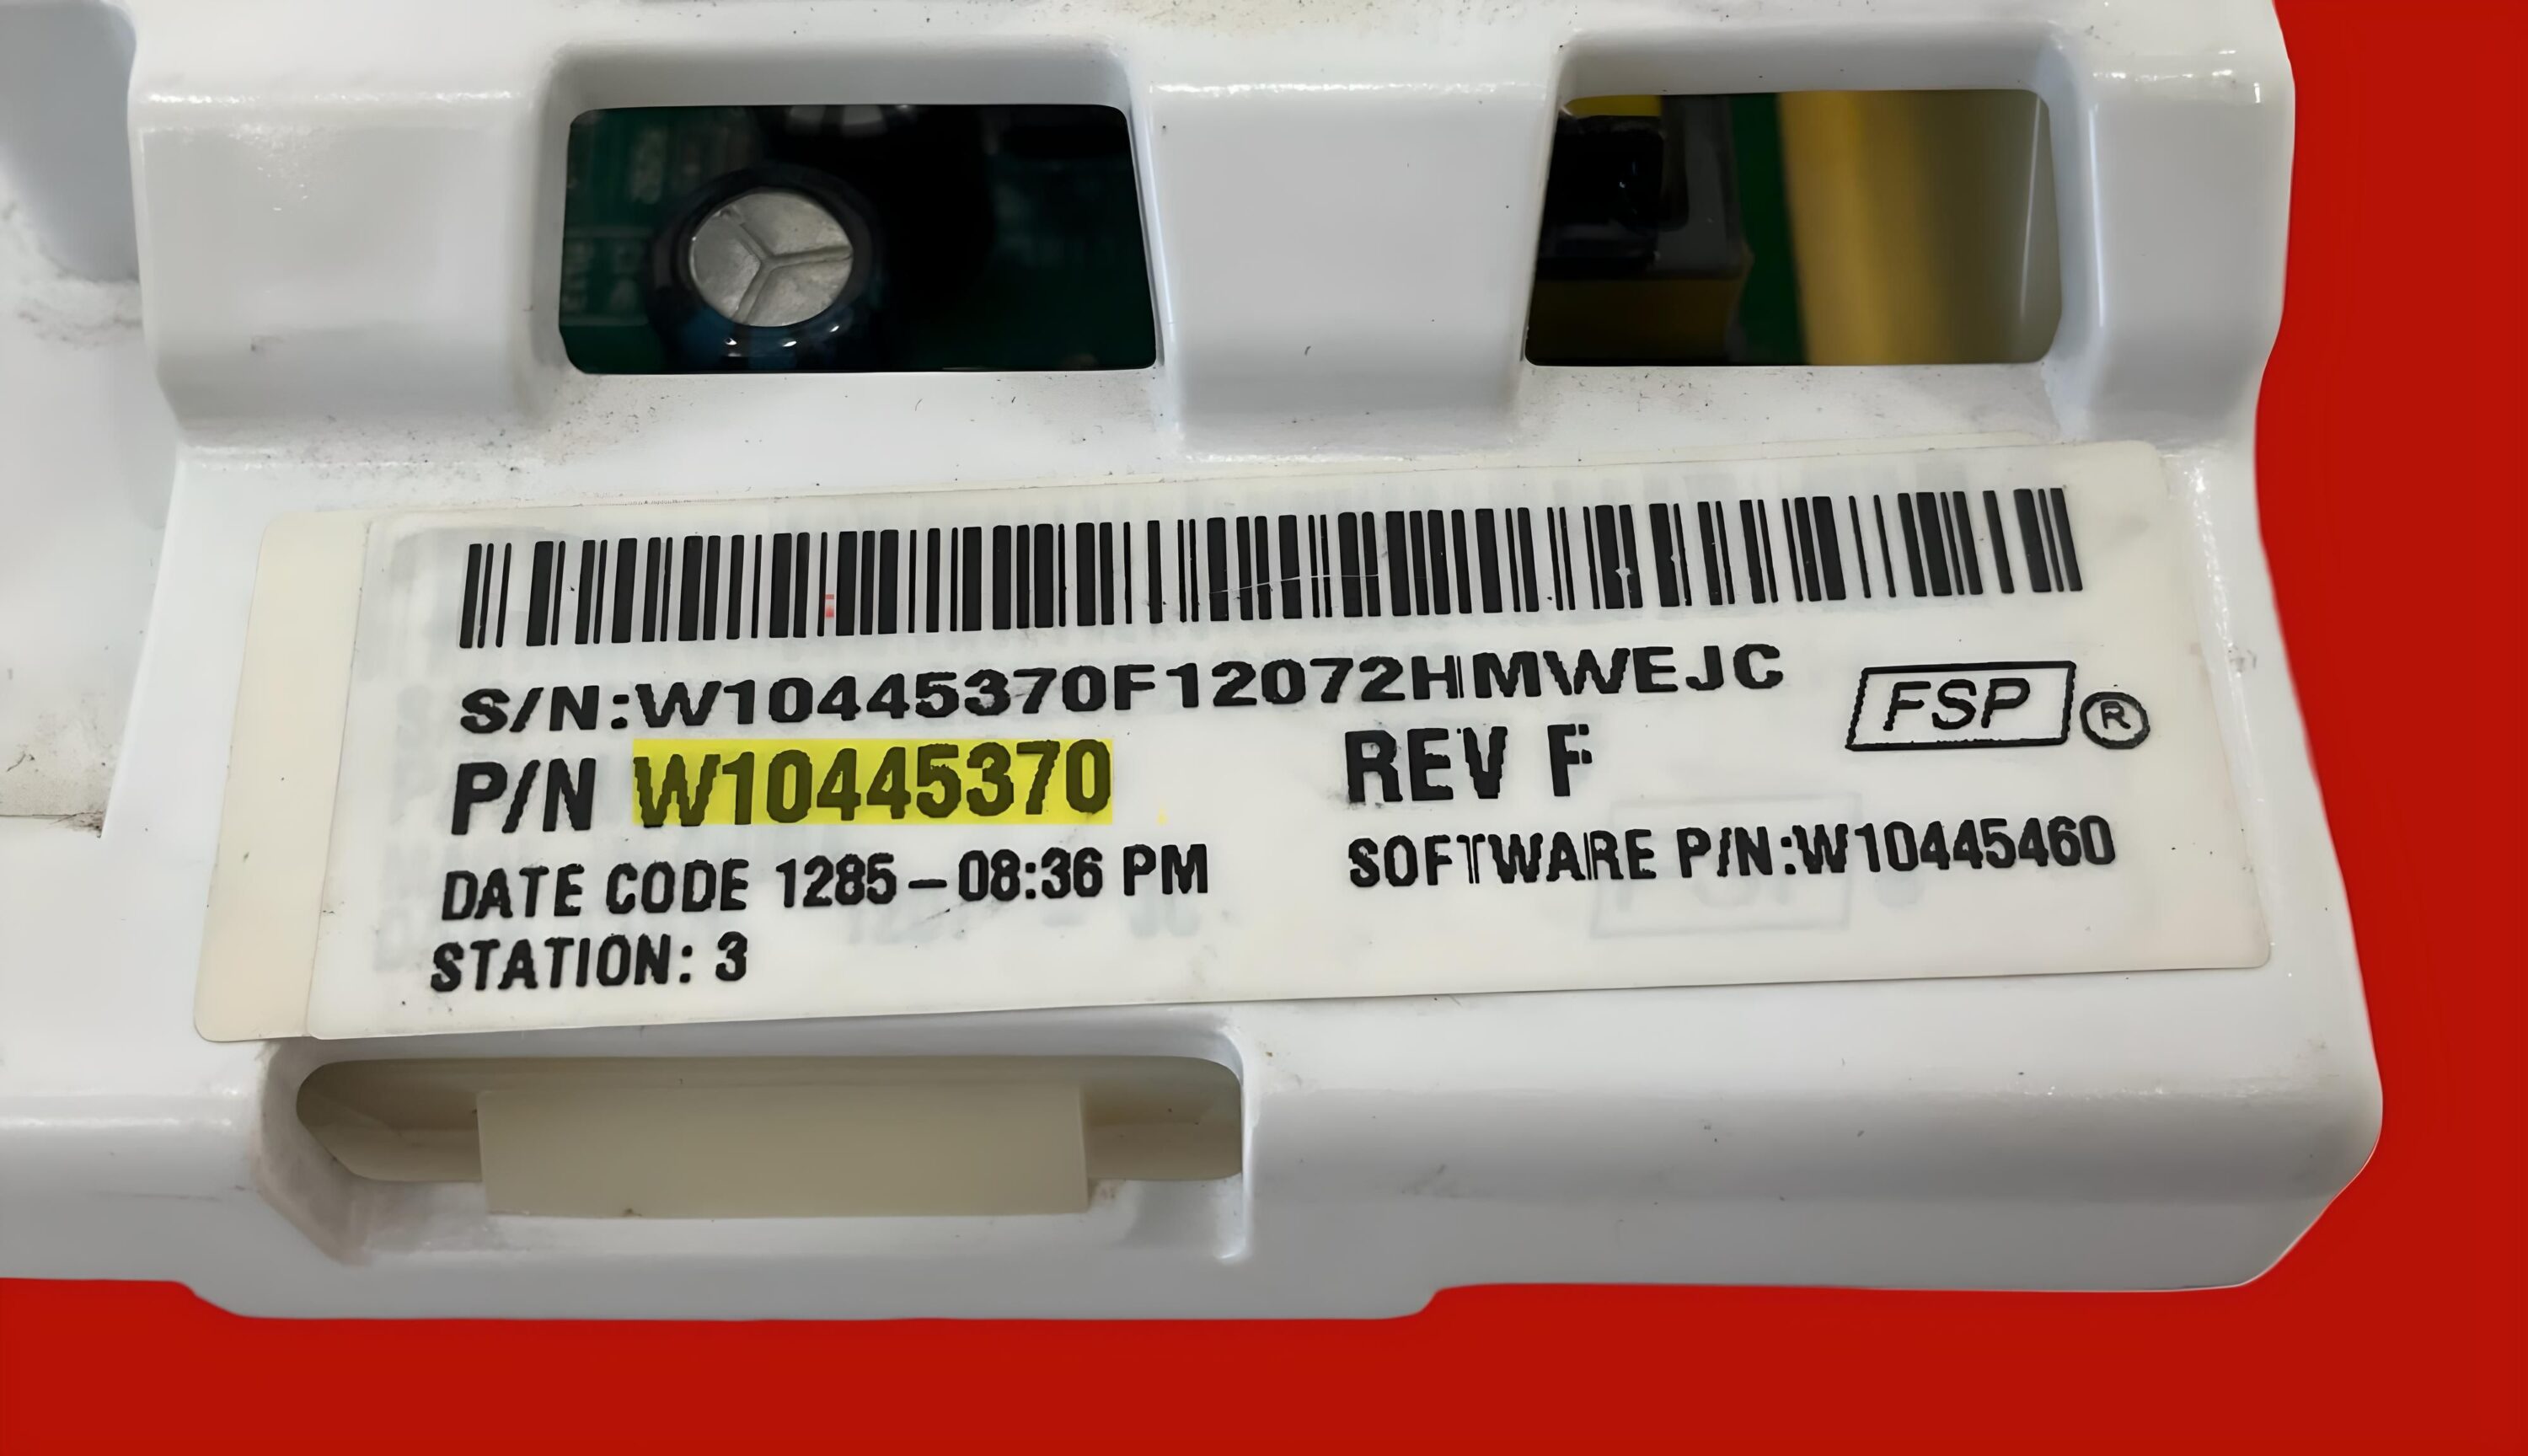 S/N:W10445370F12072HMWEJC
FSP ®
P/N W10445370 REV F
DATE CODE 1285-08:36 PM SOFTWARE P/N:W10445460
STATION: 3